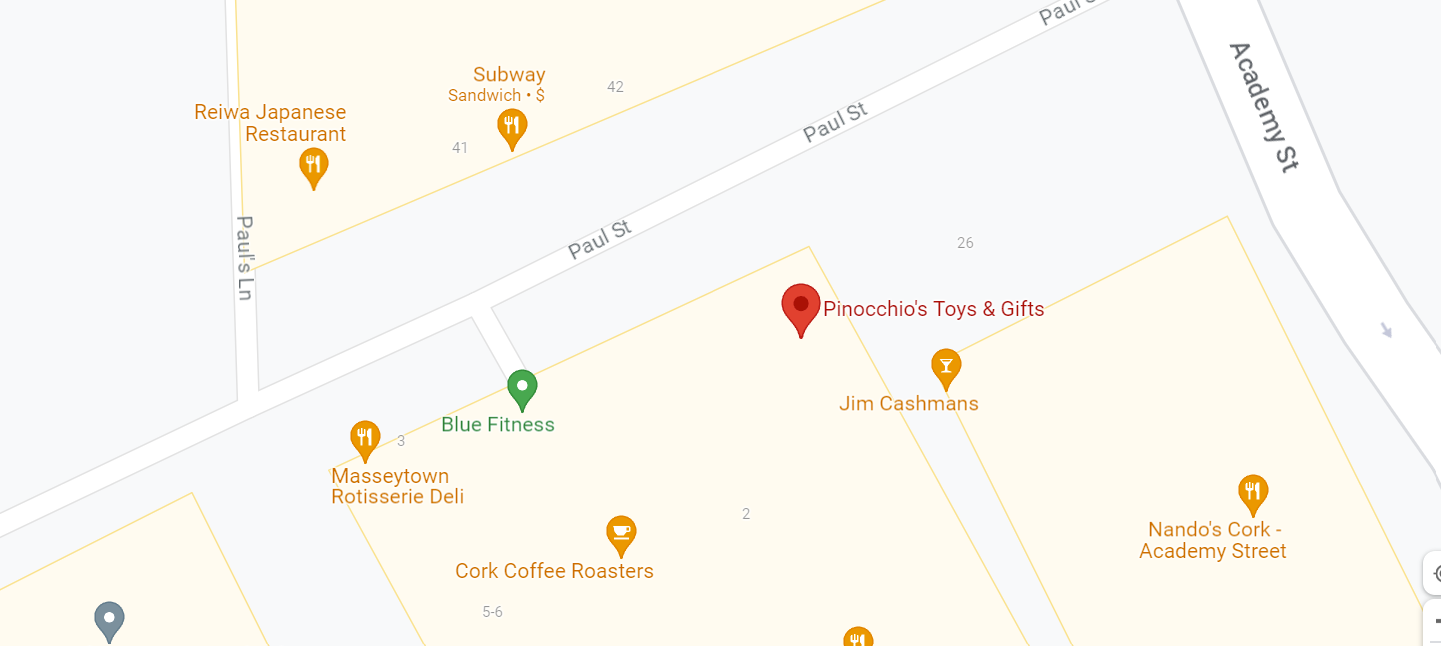 Paul St
Academy St
Subway
Sandwich • $
42
Reiwa Japanese
Restaurant
41
Paul St
Paul's Ln
Paul St
26
Pinocchio's Toys & Gifts
Jim Cashmans
Blue Fitness
3
Masseytown
Rotisserie Deli
2
Nando's Cork -
Academy Street
Cork Coffee Roasters
5-6